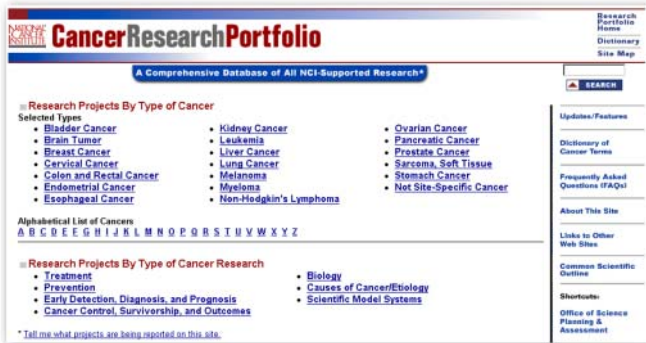 NATIONAL CANCER INSTITUTE
CancerResearchPortfolio
Research Portfolio Home
Dictionary
Site Map
A Comprehensive Database of All NCI-Supported Research*
SEARCH
Research Projects By Type of Cancer
Selected Types
Bladder Cancer
Brain Tumor
Breast Cancer
Cervical Cancer
Colon and Rectal Cancer
Endometrial Cancer
Esophageal Cancer
Kidney Cancer
Leukemia
Liver Cancer
Lung Cancer
Melanoma
Myeloma
Non-Hodgkin's Lymphoma
Ovarian Cancer
Pancreatic Cancer
Prostate Cancer
Sarcoma, Soft Tissue
Stomach Cancer
Not Site-Specific Cancer
Alphabetical List of Cancers
A B C D E F G H I J K L M N O P Q R S T U V W X Y Z
Research Projects By Type of Cancer Research
Treatment
Prevention
Early Detection, Diagnosis, and Prognosis
Cancer Control, Survivorship, and Outcomes
Biology
Causes of Cancer/Etiology
Scientific Model Systems
* Tell me what projects are being reported on this site.
Updates/Features
Dictionary of
Cancer Terms
Frequently Asked
Questions (FAQs)
About This Site
Links to Other
Web Sites
Common Scientific
Outline
Shortcuts:
Office of Science
Planning &
Assessment